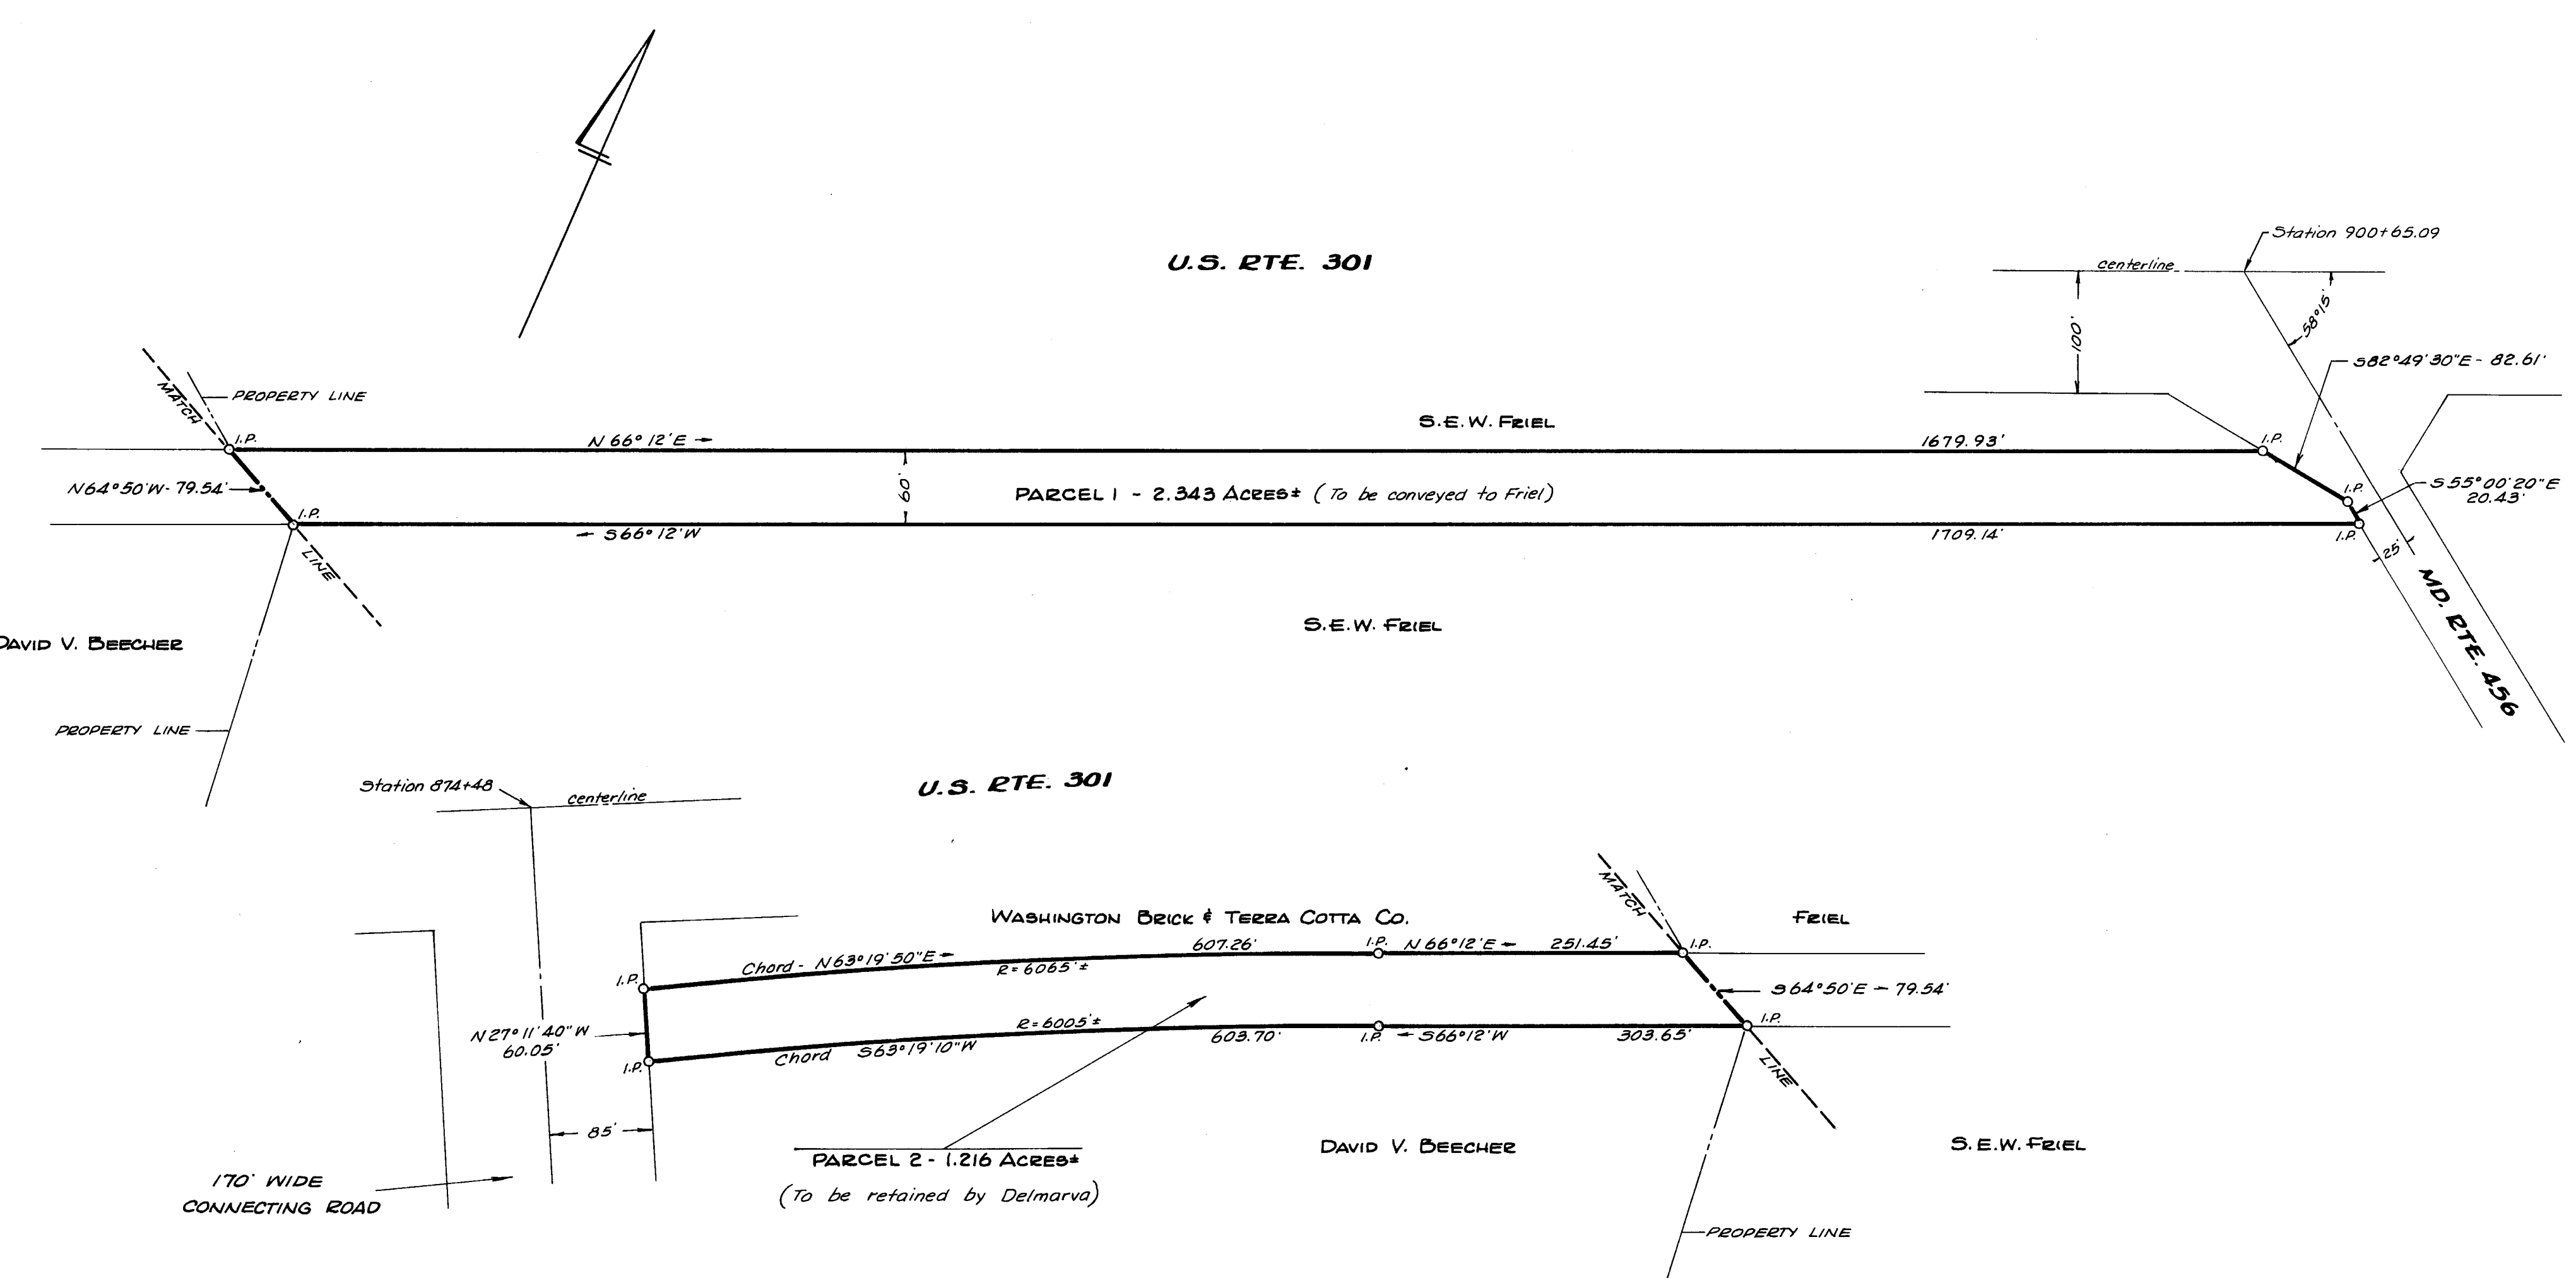 U.S. RTE. 301
Station 900+65.09
centerline
58°15'
100'
S82°49'30"E - 82.61'
PROPERTY LINE
MATCH
LINE
S.E.W. FRIEL
I.P.
N 66° 12' E
1679.93'
I.P.
N64°50'W - 79.54'
60'
PARCEL 1 - 2.343 ACRES± (To be conveyed to Friel)
I.P.
S55°00'20"E
20.43'
I.P.
S66° 12' W
1709.14'
I.P.
25'
MD. RTE. 456
S.E.W. FRIEL
DAVID V. BEECHER
PROPERTY LINE
U.S. RTE. 301
Station 874+48
centerline
MATCH
LINE
WASHINGTON BRICK & TERRA COTTA CO.
FRIEL
607.26'
I.P.
N 66°12'E
251.45'
I.P.
Chord - N63°19'50"E
R = 6065'±
I.P.
S64°50'E - 79.54'
N27°11'40"W
60.05'
R = 6005'±
603.70'
I.P.
S66°12'W
303.65'
I.P.
Chord S63°19'10"W
I.P.
85'
PARCEL 2 - 1.216 ACRES±
(To be retained by Delmarva)
DAVID V. BEECHER
S.E.W. FRIEL
170' WIDE
CONNECTING ROAD
PROPERTY LINE